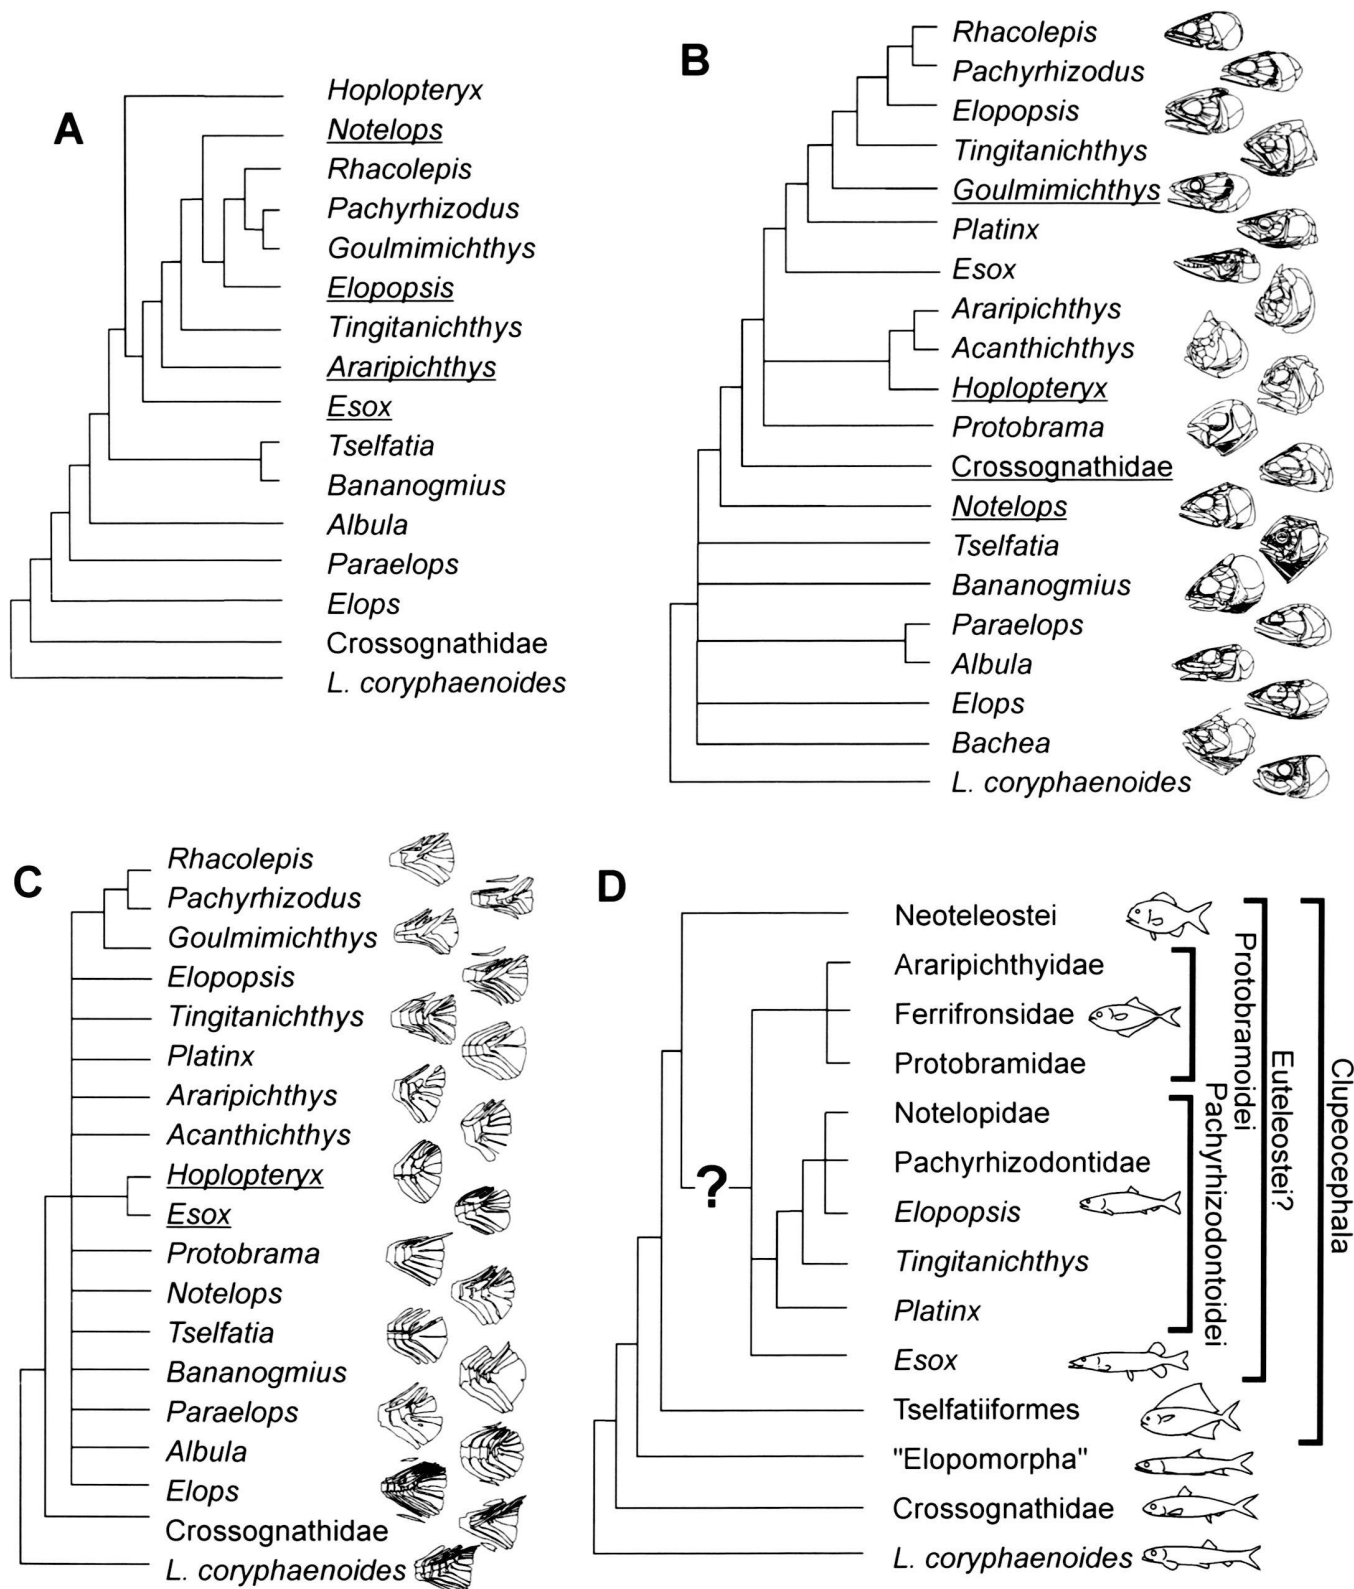 A
Hoplopteryx
Notelops
Rhacolepis
Pachyrhizodus
Goulmimichthys
Elopopsis
Tingitanichthys
Araripichthys
Esox
Tselfatia
Bananogmius
Albula
Paraelops
Elops
Crossognathidae
L. coryphaenoides
B
Rhacolepis
Pachyrhizodus
Elopopsis
Tingitanichthys
Goulmimichthys
Platinx
Esox
Araripichthys
Acanthichthys
Hoplopteryx
Protobrama
Crossognathidae
Notelops
Tselfatia
Bananogmius
Paraelops
Albula
Elops
Bachea
L. coryphaenoides
C
Rhacolepis
Pachyrhizodus
Goulmimichthys
Elopopsis
Tingitanichthys
Platinx
Araripichthys
Acanthichthys
Hoplopteryx
Esox
Protobrama
Notelops
Tselfatia
Bananogmius
Paraelops
Albula
Elops
Crossognathidae
L. coryphaenoides
D
Neoteleostei
Araripichthyidae
Ferrifronsidae
Protobramidae
Notelopidae
Pachyrhizodontidae
Elopopsis
Tingitanichthys
Platinx
Esox
Tselfatiiformes
"Elopomorpha"
Crossognathidae
L. coryphaenoides
?
Protobramoidei
Pachyrhizodontoidei
Euteleostei?
Clupeocephala